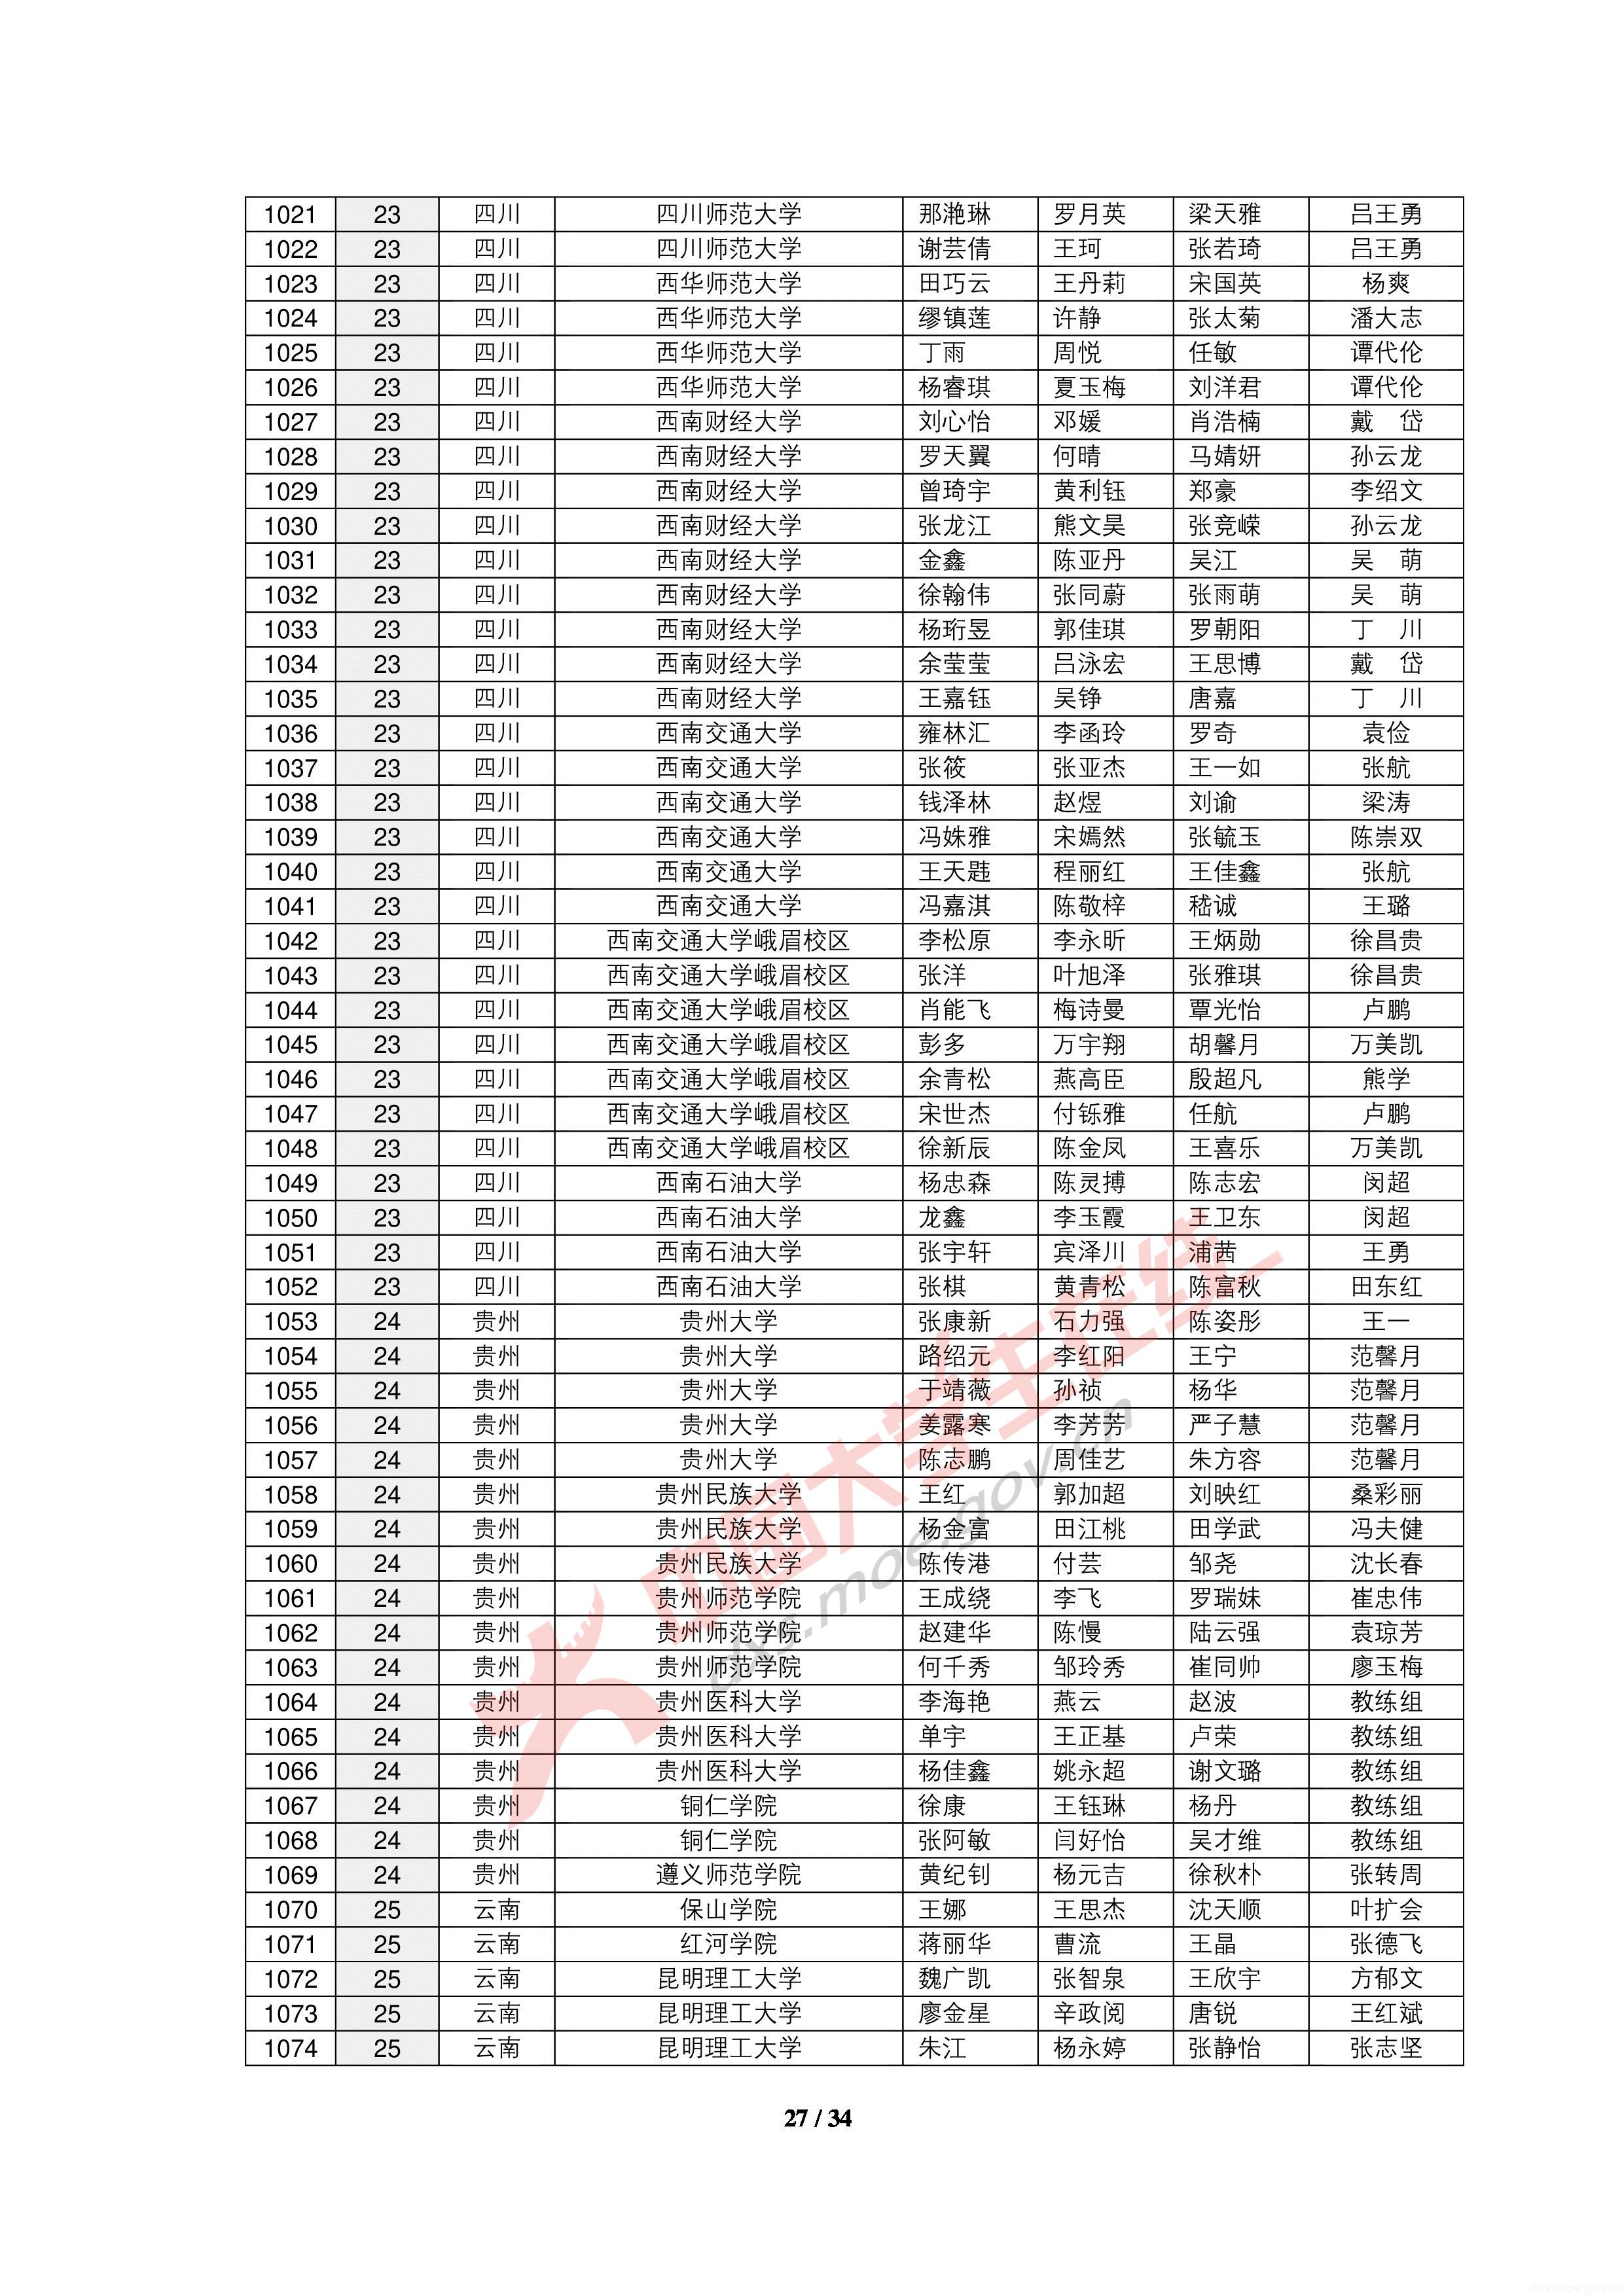 1021 23 四川 四川师范大学 那滟琳 罗月英 梁天雅 吕王勇
1022 23 四川 四川师范大学 谢芸倩 王珂 张若琦 吕王勇
1023 23 四川 西华师范大学 田巧云 王丹莉 宋国英 杨爽
1024 23 四川 西华师范大学 缪镇莲 许静 张太菊 潘大志
1025 23 四川 西华师范大学 丁雨 周悦 任敏 谭代伦
1026 23 四川 西华师范大学 杨睿琪 夏玉梅 刘洋君 谭代伦
1027 23 四川 西南财经大学 刘心怡 邓媛 肖浩楠 戴 岱
1028 23 四川 西南财经大学 罗天翼 何晴 马婧妍 孙云龙
1029 23 四川 西南财经大学 曾琦宇 黄利钰 郑豪 李绍文
1030 23 四川 西南财经大学 张龙江 熊文昊 张竞嵘 孙云龙
1031 23 四川 西南财经大学 金鑫 陈亚丹 吴江 吴 萌
1032 23 四川 西南财经大学 徐翰伟 张同蔚 张雨萌 吴 萌
1033 23 四川 西南财经大学 杨珩昱 郭佳琪 罗朝阳 丁 川
1034 23 四川 西南财经大学 余莹莹 吕泳宏 王思博 戴 岱
1035 23 四川 西南财经大学 王嘉钰 吴铮 唐嘉 丁 川
1036 23 四川 西南交通大学 雍林汇 李函玲 罗奇 袁俭
1037 23 四川 西南交通大学 张筱 张亚杰 王一如 张航
1038 23 四川 西南交通大学 钱泽林 赵煜 刘谕 梁涛
1039 23 四川 西南交通大学 冯姝雅 宋嫣然 张毓玉 陈崇双
1040 23 四川 西南交通大学 王天韪 程丽红 王佳鑫 张航
1041 23 四川 西南交通大学 冯嘉淇 陈敬梓 嵇诚 王璐
1042 23 四川 西南交通大学峨眉校区 李松原 李永昕 王炳勋 徐昌贵
1043 23 四川 西南交通大学峨眉校区 张洋 叶旭泽 张雅琪 徐昌贵
1044 23 四川 西南交通大学峨眉校区 肖能飞 梅诗曼 覃光怡 卢鹏
1045 23 四川 西南交通大学峨眉校区 彭多 万宇翔 胡馨月 万美凯
1046 23 四川 西南交通大学峨眉校区 余青松 燕高臣 殷超凡 熊学
1047 23 四川 西南交通大学峨眉校区 宋世杰 付铄雅 任航 卢鹏
1048 23 四川 西南交通大学峨眉校区 徐新辰 陈金凤 王喜乐 万美凯
1049 23 四川 西南石油大学 杨忠森 陈灵搏 陈志宏 闵超
1050 23 四川 西南石油大学 龙鑫 李玉霞 王卫东 闵超
1051 23 四川 西南石油大学 张宇轩 宾泽川 浦茜 王勇
1052 23 四川 西南石油大学 张棋 黄青松 陈富秋 田东红
1053 24 贵州 贵州大学 张康新 石力强 陈姿彤 王一
1054 24 贵州 贵州大学 路绍元 李红阳 王宁 范馨月
1055 24 贵州 贵州大学 于靖薇 孙祯 杨华 范馨月
1056 24 贵州 贵州大学 姜露寒 李芳芳 严子慧 范馨月
1057 24 贵州 贵州大学 陈志鹏 周佳艺 朱方容 范馨月
1058 24 贵州 贵州民族大学 王红 郭加超 刘映红 桑彩丽
1059 24 贵州 贵州民族大学 杨金富 田江桃 田学武 冯夫健
1060 24 贵州 贵州民族大学 陈传港 付芸 邹尧 沈长春
1061 24 贵州 贵州师范学院 王成绕 李飞 罗瑞妹 崔忠伟
1062 24 贵州 贵州师范学院 赵建华 陈慢 陆云强 袁琼芳
1063 24 贵州 贵州师范学院 何千秀 邹玲秀 崔同帅 廖玉梅
1064 24 贵州 贵州医科大学 李海艳 燕云 赵波 教练组
1065 24 贵州 贵州医科大学 单宇 王正基 卢荣 教练组
1066 24 贵州 贵州医科大学 杨佳鑫 姚永超 谢文璐 教练组
1067 24 贵州 铜仁学院 徐康 王钰琳 杨丹 教练组
1068 24 贵州 铜仁学院 张阿敏 闫好怡 吴才维 教练组
1069 24 贵州 遵义师范学院 黄纪钊 杨元吉 徐秋朴 张转周
1070 25 云南 保山学院 王娜 王思杰 沈天顺 叶扩会
1071 25 云南 红河学院 蒋丽华 曹流 王晶 张德飞
1072 25 云南 昆明理工大学 魏广凯 张智泉 王欣宇 方郁文
1073 25 云南 昆明理工大学 廖金星 辛政阅 唐锐 王红斌
1074 25 云南 昆明理工大学 朱江 杨永婷 张静怡 张志坚
中国大学生在线
dxs.moe.gov.cn
27 / 34
dxs.moe.gov.cn